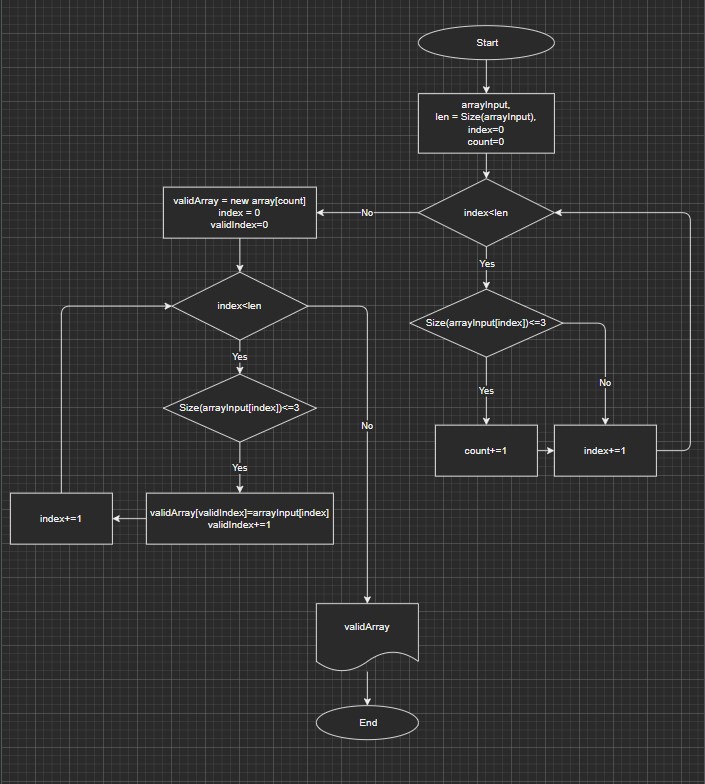 Start
arrayInput,
len = Size(arrayInput),
index=0
count=0
index<len
No
validArray = new array[count]
index = 0
validIndex=0
Yes
index<len
Size(arrayInput[index])<=3
Yes
Size(arrayInput[index])<=3
No
Yes
No
Yes
count+=1
index+=1
index+=1
validArray[validIndex]=arrayInput[index]
validIndex+=1
validArray
End